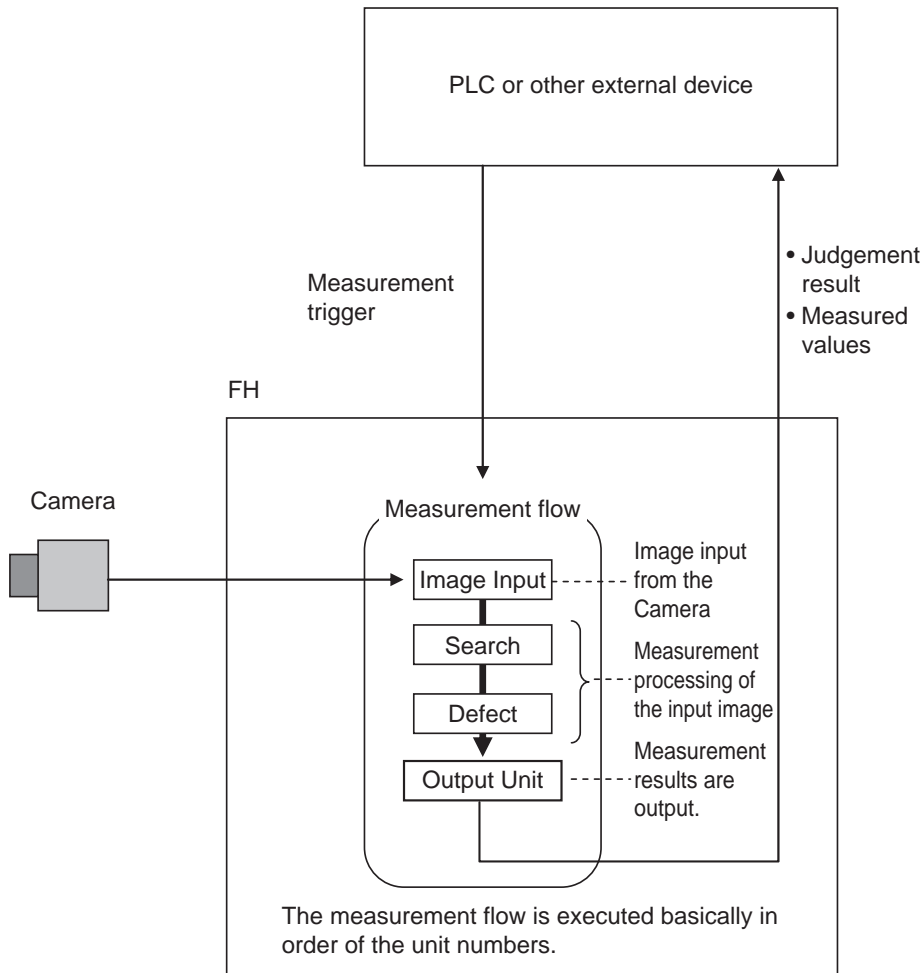 PLC or other external device
Measurement
trigger
• Judgement
result
• Measured
values
FH
Camera
Measurement flow
Image Input
Image input
from the
Camera
Search
Defect
Measurement
processing of
the input image
Output Unit
Measurement
results are
output.
The measurement flow is executed basically in
order of the unit numbers.